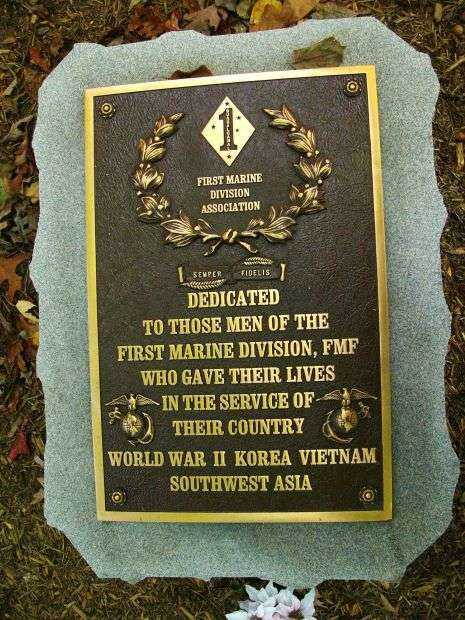 1
GUADALCANAL
FIRST MARINE
DIVISION
ASSOCIATION
SEMPER FIDELIS
DEDICATED
TO THOSE MEN OF THE
FIRST MARINE DIVISION, FMF
WHO GAVE THEIR LIVES
IN THE SERVICE OF
THEIR COUNTRY
WORLD WAR II KOREA VIETNAM
SOUTHWEST ASIA